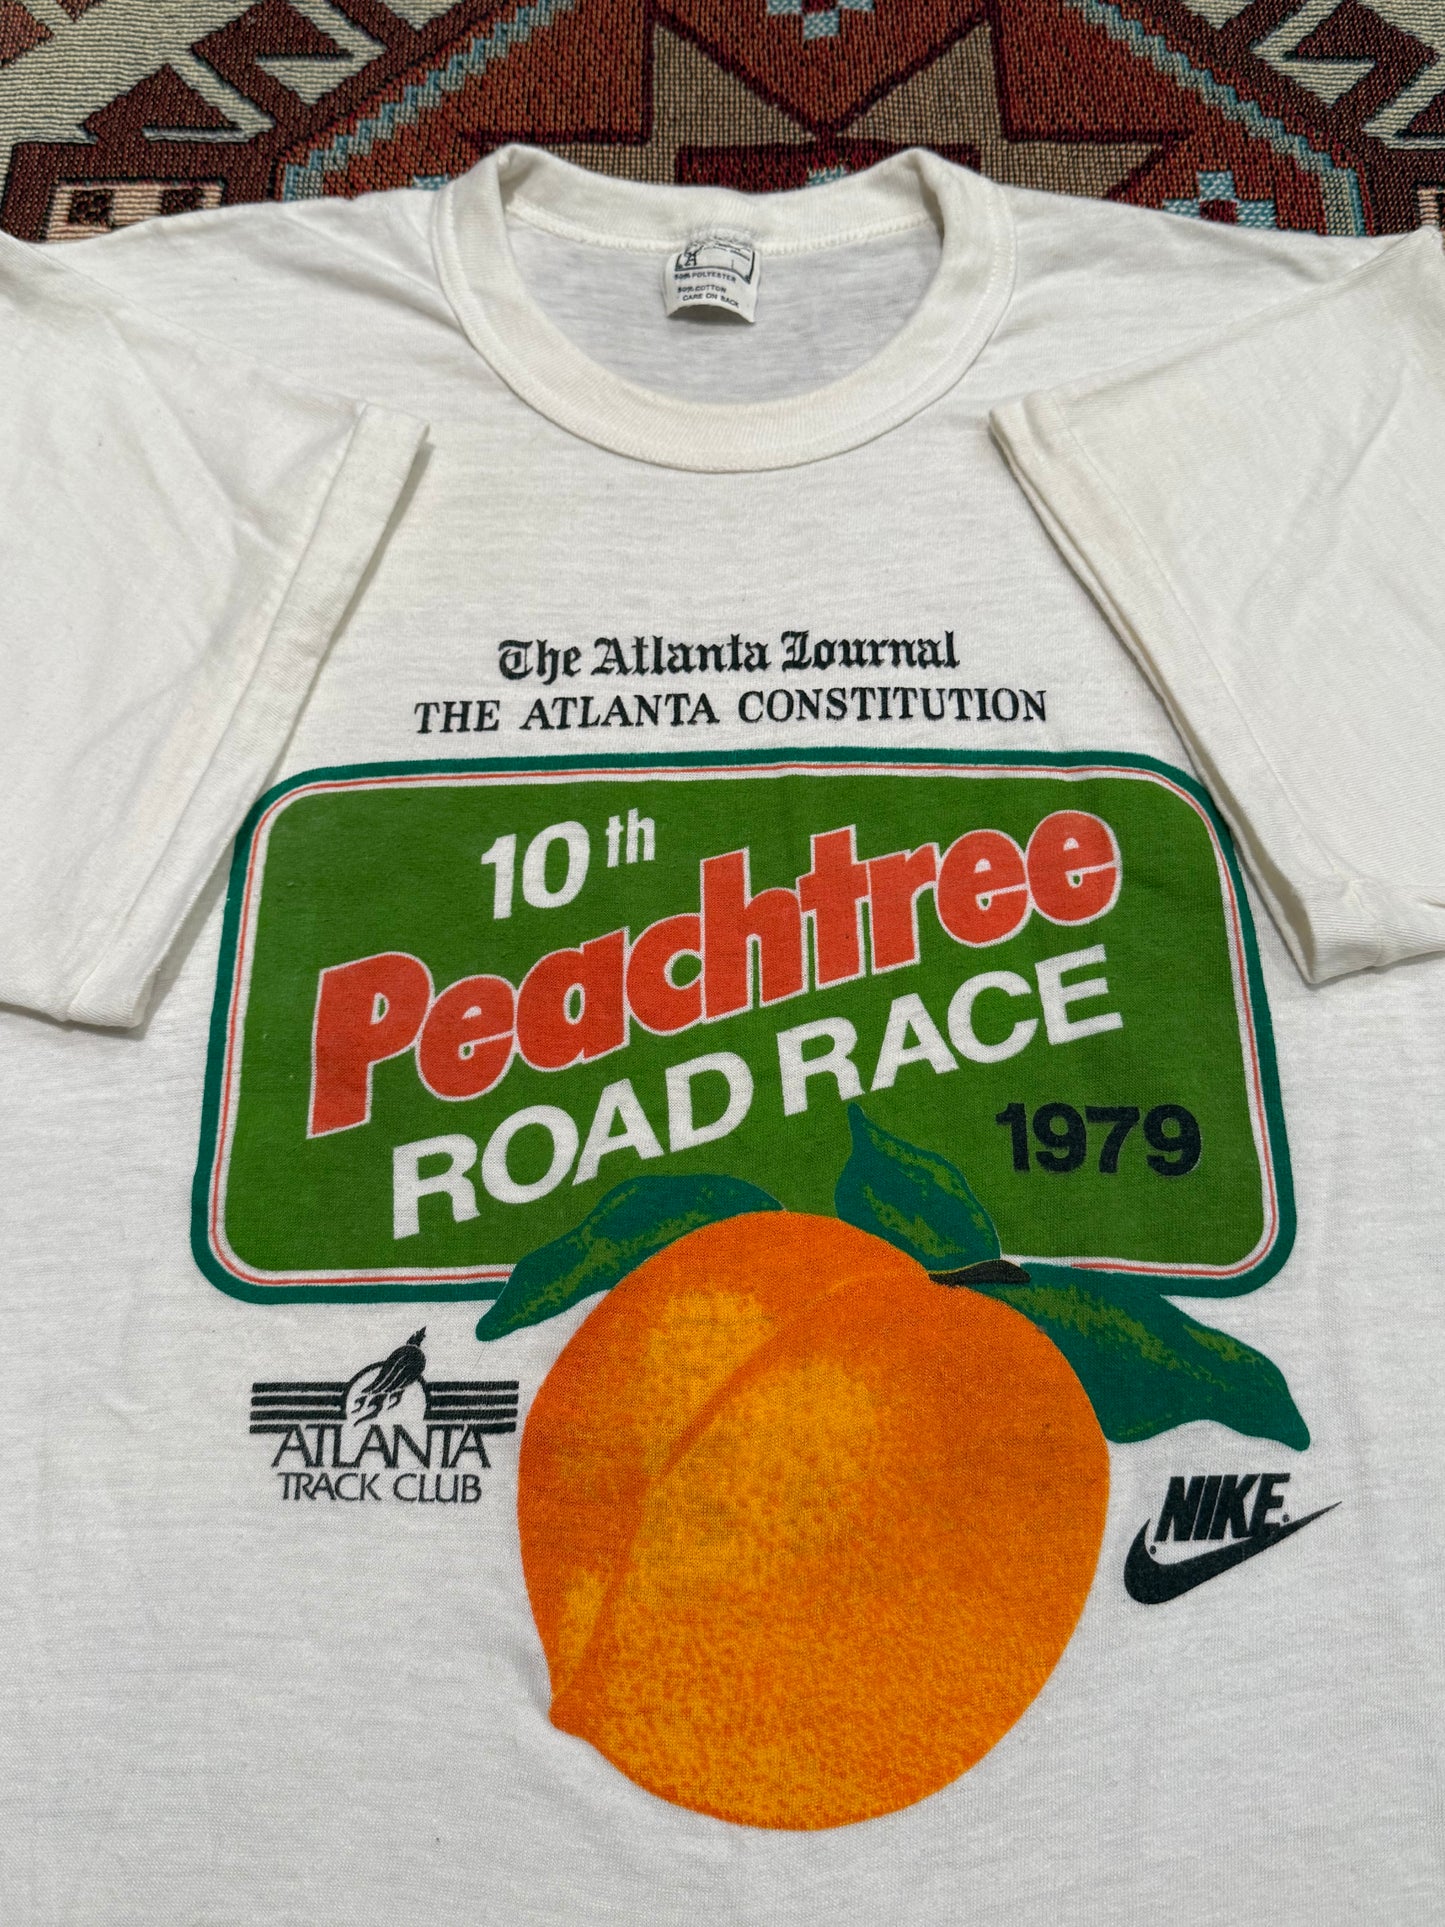 50% POLYESTER
50% COTTON
CARE ON BACK
The Atlanta Journal
THE ATLANTA CONSTITUTION
10th
Peachtree
ROAD RACE
1979
ATLANTA
TRACK CLUB
NIKE